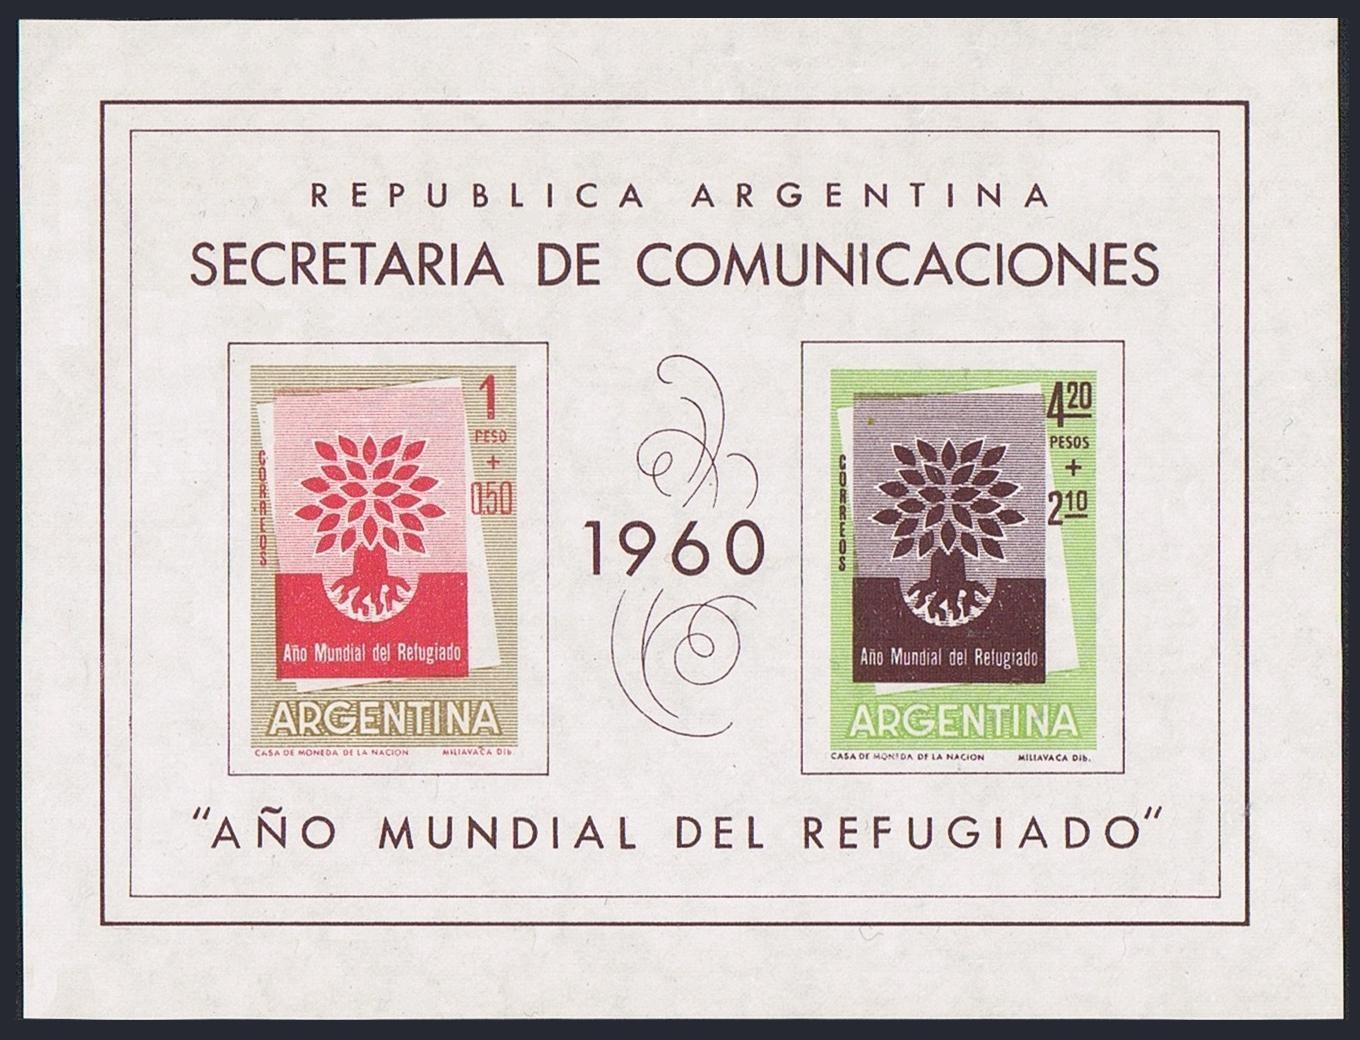 REPUBLICA ARGENTINA
SECRETARIA DE COMUNICACIONES
1
PESO
+
0.50
CORREOS
Año Mundial del Refugiado
ARGENTINA
CASA DE MONEDA DE LA NACION MILIAVACA DIB.
1960
4 20
PESOS
+
2 10
CORREOS
Año Mundial del Refugiado
ARGENTINA
CASA DE MONEDA DE LA NACION MILIAVACA DIB.
"AÑO MUNDIAL DEL REFUGIADO"